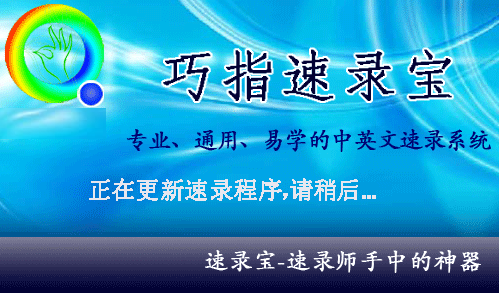 巧指速录宝
专业、通用、易学的中英文速录系统
正在更新速录程序,请稍后...
速录宝-速录师手中的神器